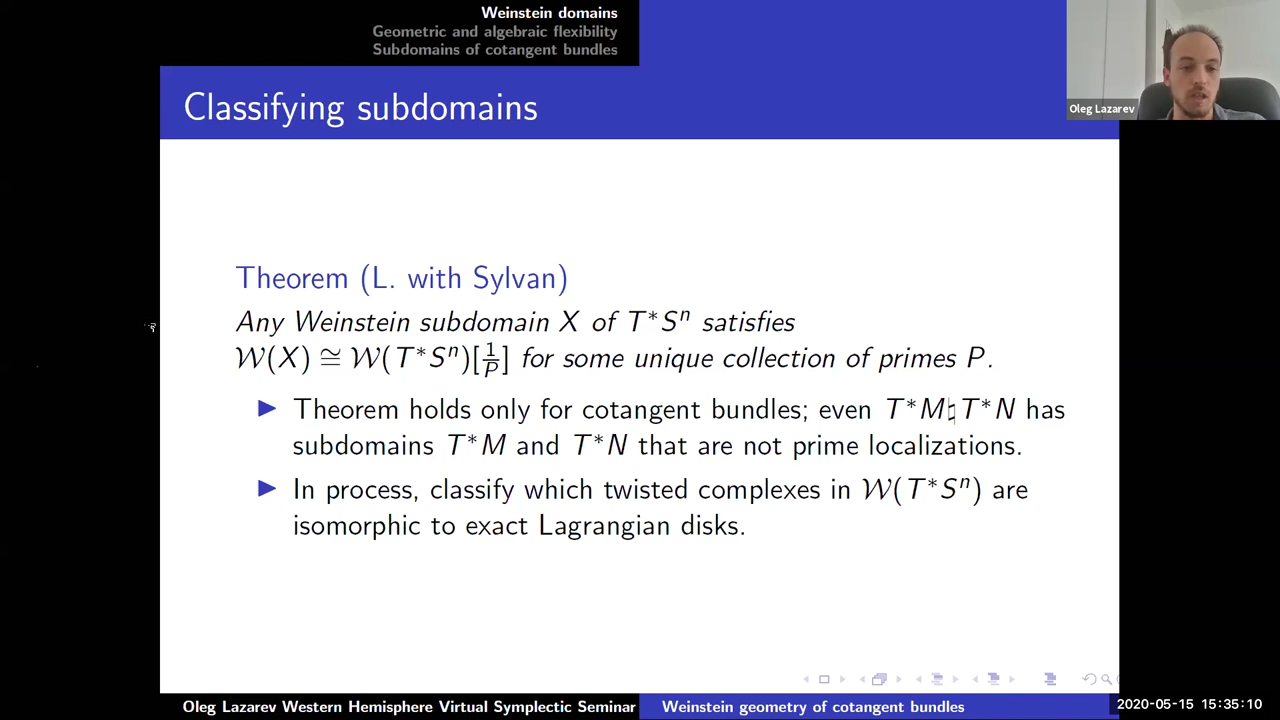 Weinstein domains
Geometric and algebraic flexibility
Subdomains of cotangent bundles
Classifying subdomains
Oleg Lazarev
Theorem (L. with Sylvan)
Any Weinstein subdomain X of T*Sⁿ satisfies
𝒲(X) ≅ 𝒲(T*Sⁿ)[1/P] for some unique collection of primes P.
Theorem holds only for cotangent bundles; even T*M♮T*N has
subdomains T*M and T*N that are not prime localizations.
In process, classify which twisted complexes in 𝒲(T*Sⁿ) are
isomorphic to exact Lagrangian disks.
Oleg Lazarev Western Hemisphere Virtual Symplectic Seminar
Weinstein geometry of cotangent bundles
2020-05-15 15:35:10